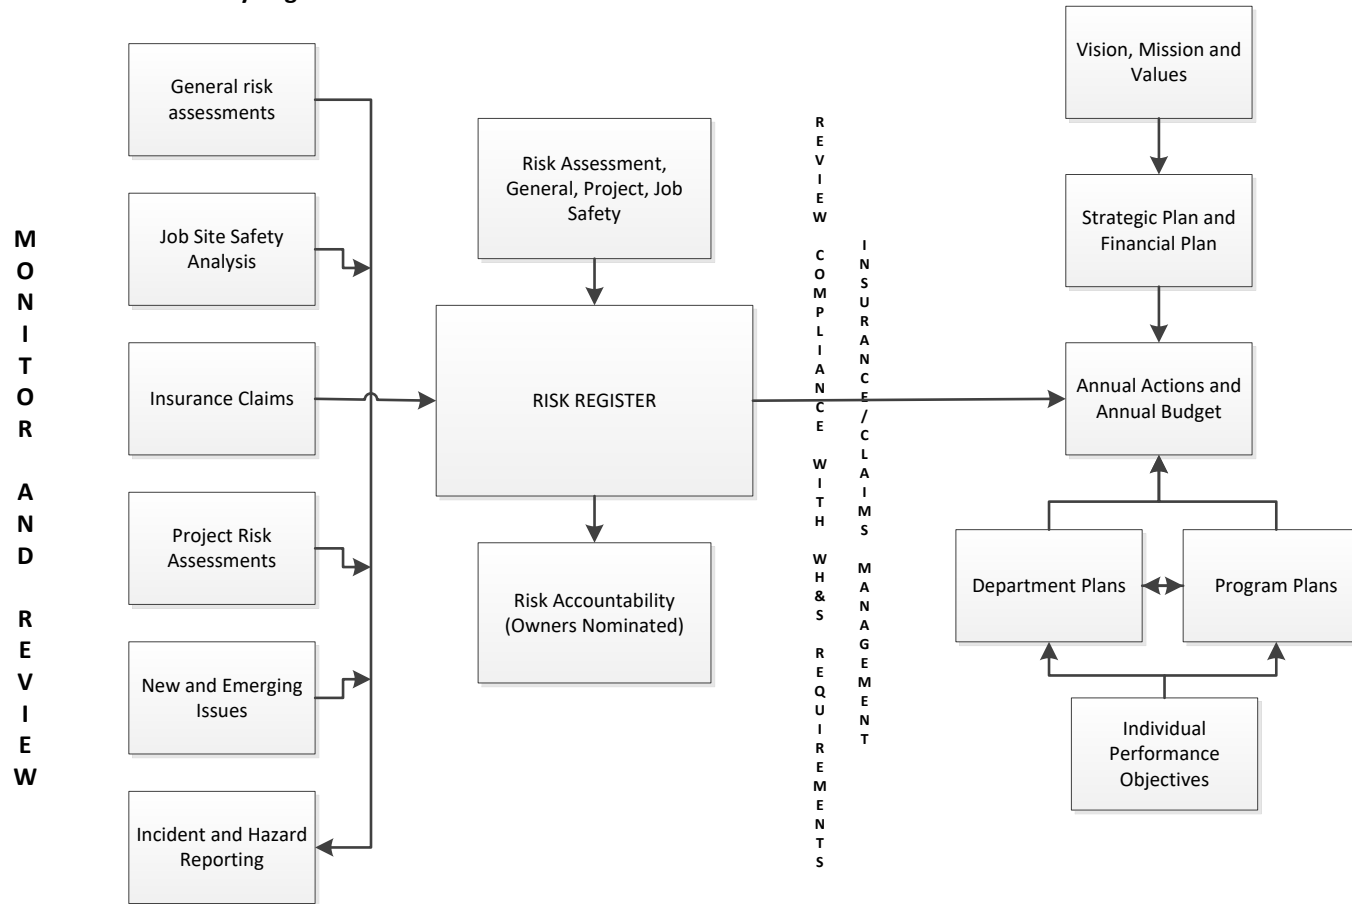 MONITOR AND REVIEW
General risk
assessments
Job Site Safety
Analysis
Insurance Claims
Project Risk
Assessments
New and Emerging
Issues
Incident and Hazard
Reporting
Risk Assessment,
General, Project, Job
Safety
RISK REGISTER
Risk Accountability
(Owners Nominated)
REVIEW COMPLIANCE WITH WH&S REQUIREMENTS
INSURANCE/CLAIMS MANAGEMENT
Vision, Mission and
Values
Strategic Plan and
Financial Plan
Annual Actions and
Annual Budget
Department Plans
Program Plans
Individual
Performance
Objectives